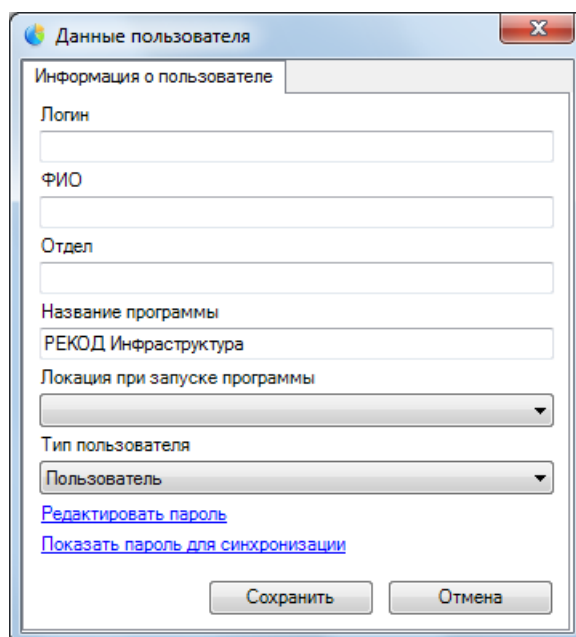 Данные пользователя
Информация о пользователе
Логин
ФИО
Отдел
Название программы
РЕКОД Инфраструктура
Локация при запуске программы
Тип пользователя
Пользователь
Редактировать пароль
Показать пароль для синхронизации
Сохранить Отмена